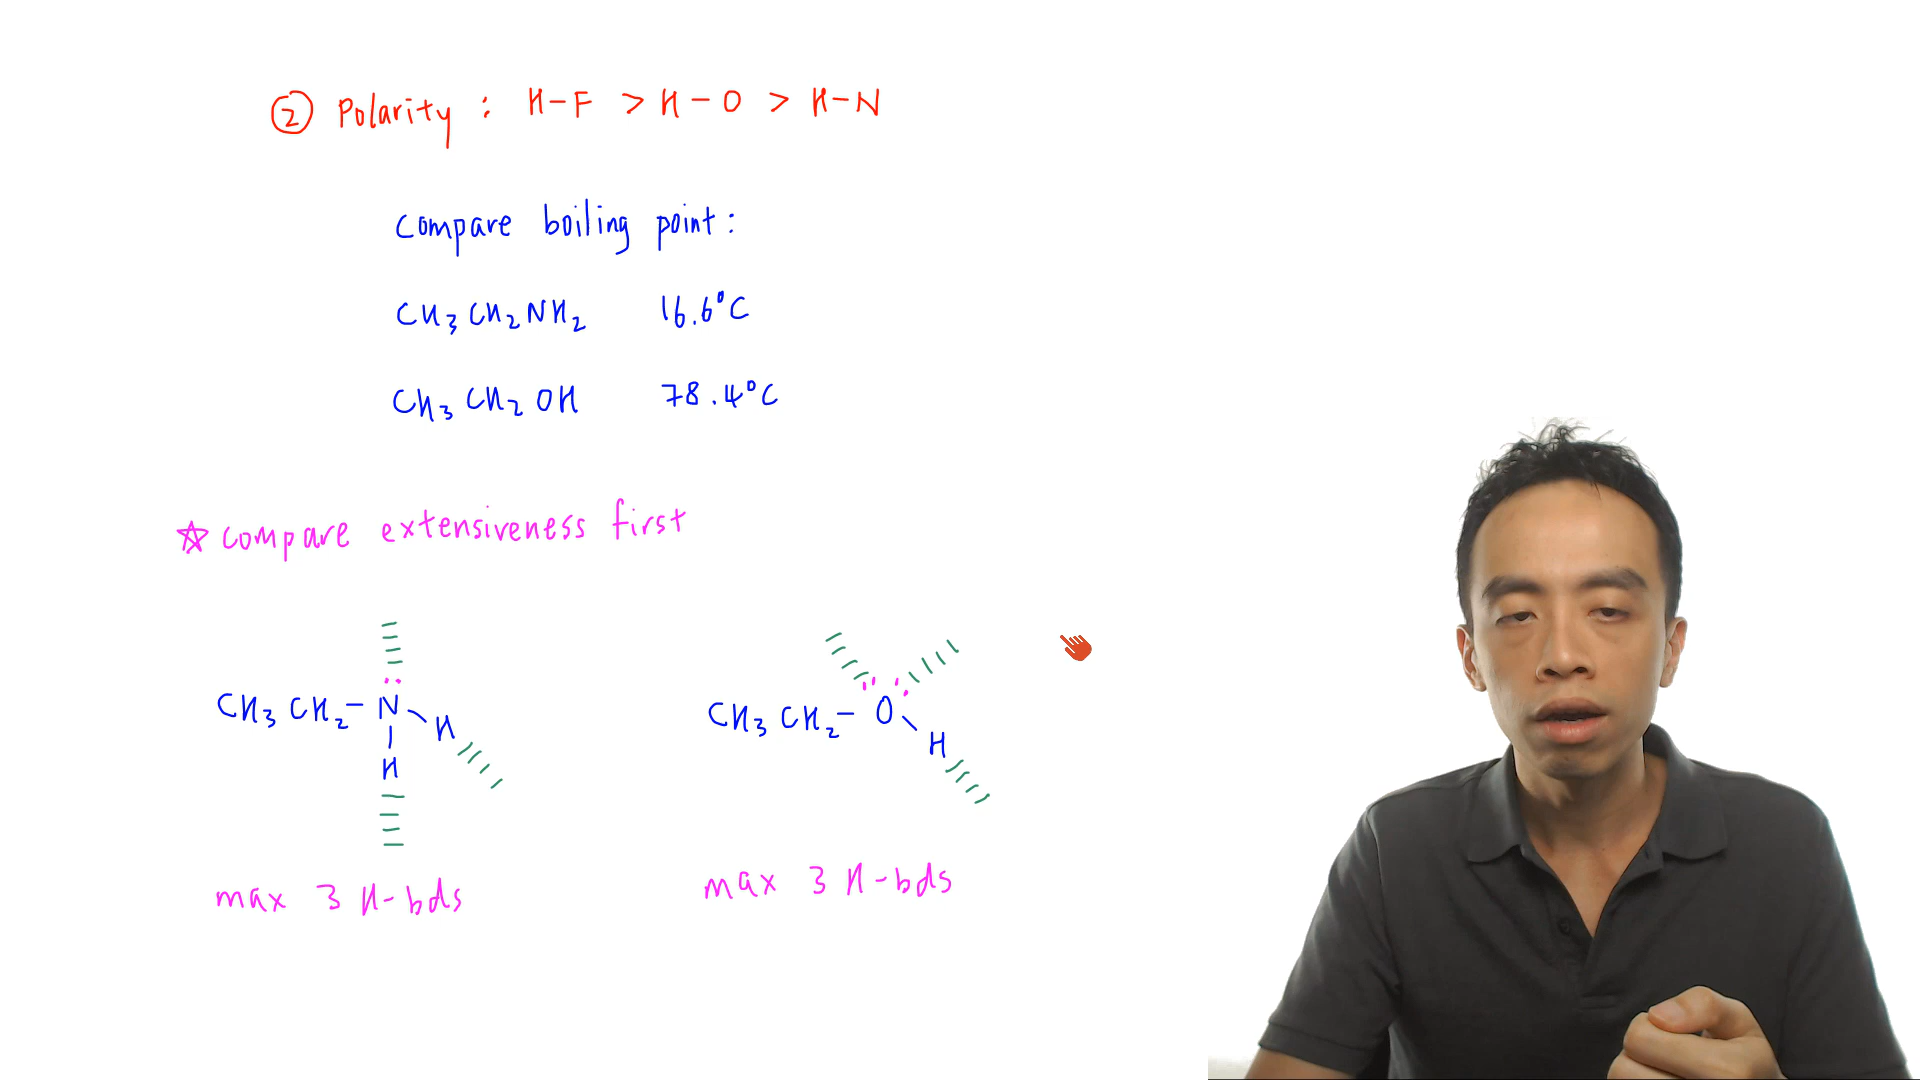 ② Polarity : H-F > H-O > H-N
compare boiling point :
CH₃CH₂NH₂ 16.6°C
CH₃CH₂OH 78.4°C
☆ compare extensiveness first
CH₃CH₂-N-H
H
CH₃CH₂-O-H
max 3 H-bds
max 3 H-bds